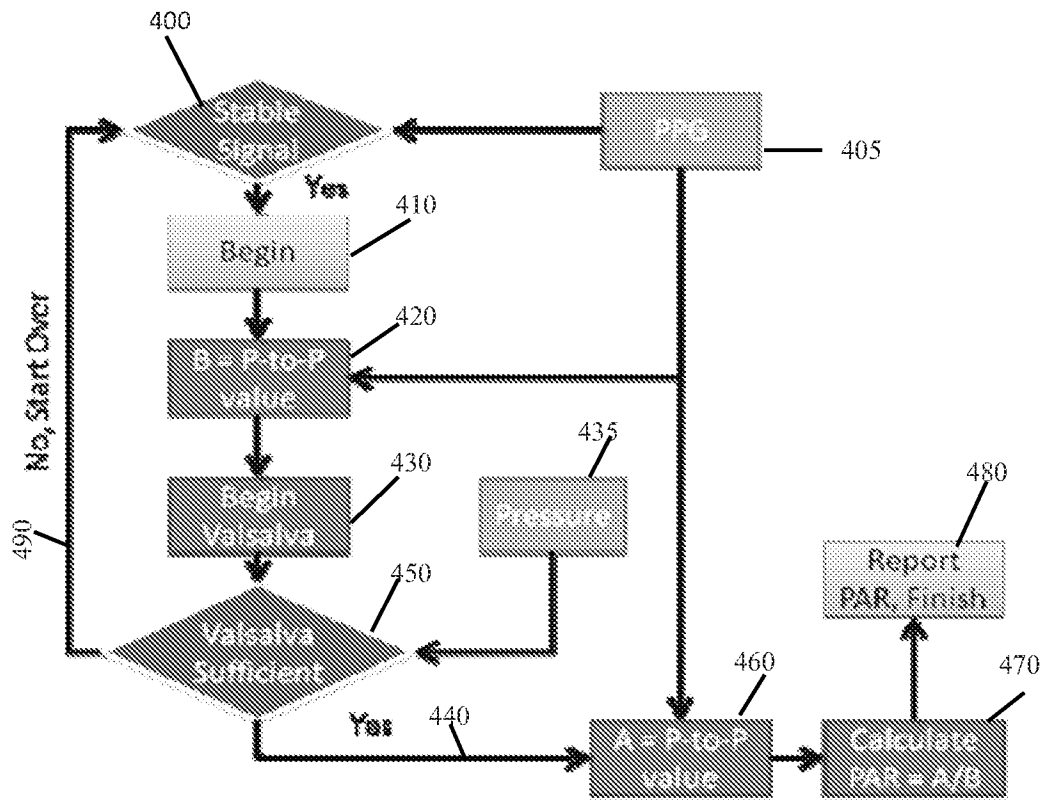 400
Stable
signal
PPG
405
Yes
410
Begin
420
B = P-to-P
value
No, Start Over
430
435
Begin
Valsalva
Pressure
480
490
450
Report
PAR, Finish
Valsalva
Sufficient
460
470
Yes
440
A = P-to-P
value
Calculate
PAR = A/B